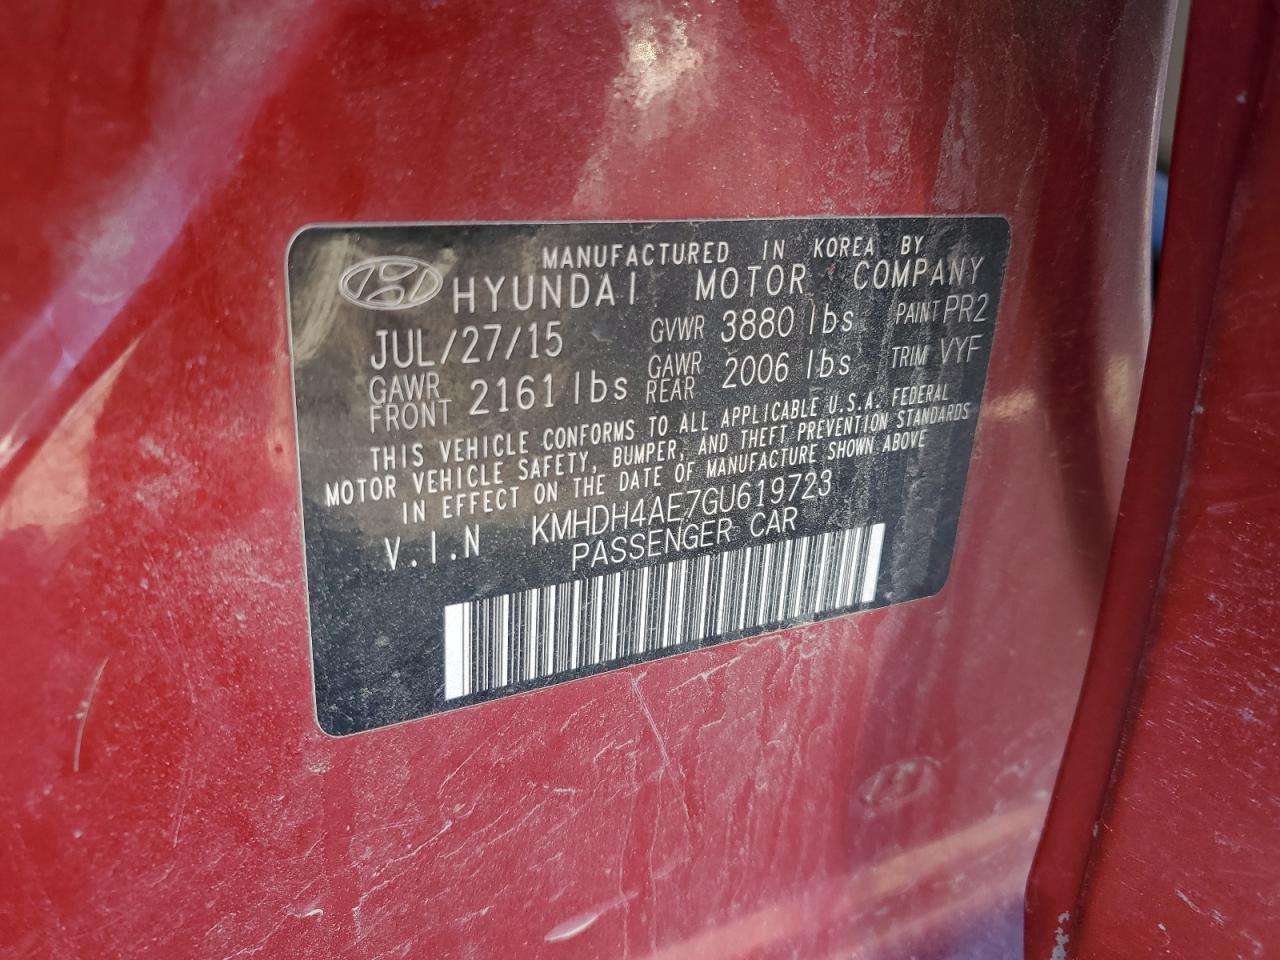 MANUFACTURED IN KOREA BY
HYUNDAI MOTOR COMPANY
JUL/27/15 GVWR 3880 lbs PAINT PR2
GAWR FRONT 2161 lbs GAWR REAR 2006 lbs TRIM VYF
THIS VEHICLE CONFORMS TO ALL APPLICABLE U.S.A. FEDERAL
MOTOR VEHICLE SAFETY, BUMPER, AND THEFT PREVENTION STANDARDS
IN EFFECT ON THE DATE OF MANUFACTURE SHOWN ABOVE
V.I.N KMHDH4AE7GU619723
PASSENGER CAR